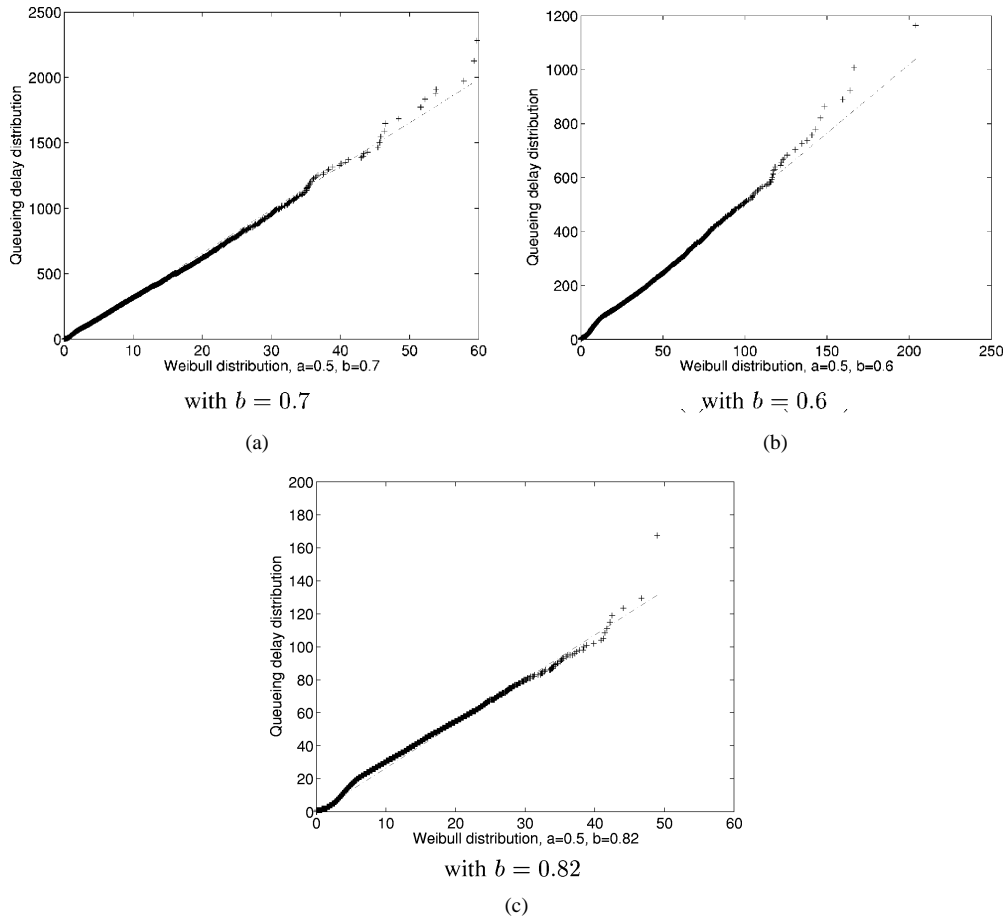 2500
2000
1500
1000
500
0
Queueing delay distribution
0 10 20 30 40 50 60
Weibull distribution, a=0.5, b=0.7
with b = 0.7
(a)
1200
1000
800
600
400
200
0
Queueing delay distribution
0 50 100 150 200 250
Weibull distribution, a=0.5, b=0.6
with b = 0.6
(b)
200
180
160
140
120
100
80
60
40
20
0
Queueing delay distribution
0 10 20 30 40 50 60
Weibull distribution, a=0.5, b=0.82
with b = 0.82
(c)